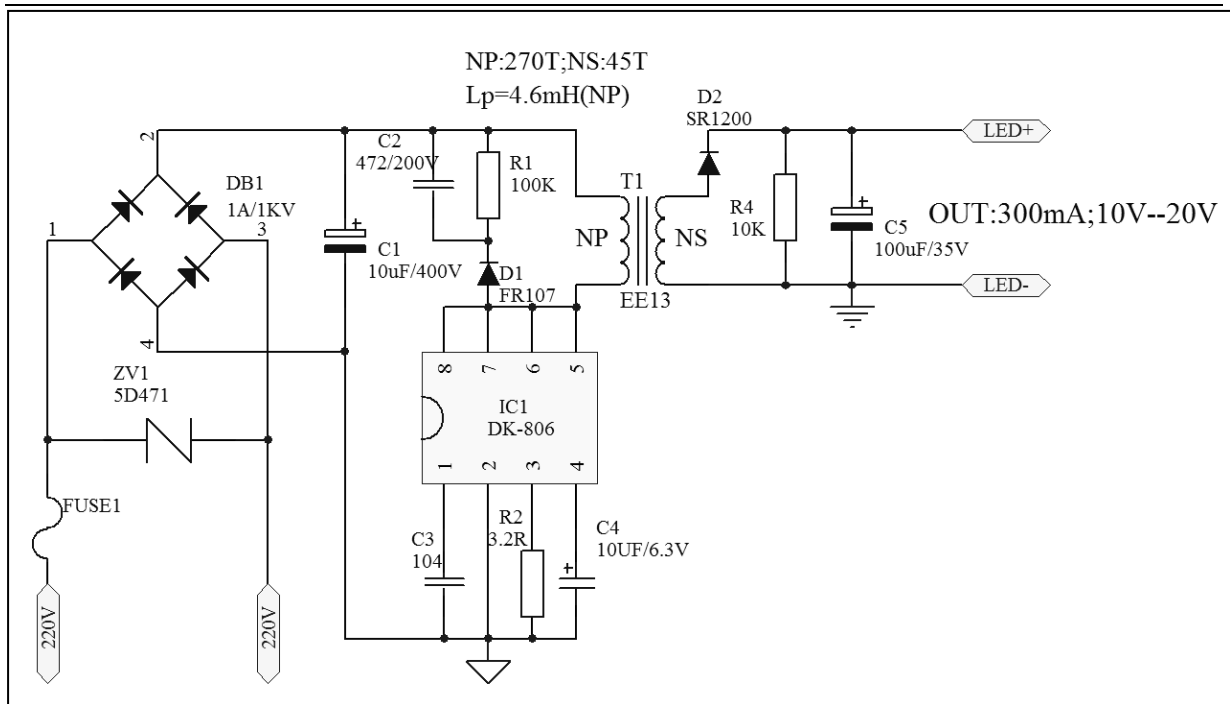 NP:270T;NS:45T
Lp=4.6mH(NP)
D2
SR1200
2
C2
472/200V
R1
100K
LED+
DB1
1A/1KV
T1
1
3
NP
NS
R4
10K
OUT:300mA;10V--20V
C1
10uF/400V
C5
100uF/35V
D1
FR107
EE13
LED-
4
8
7
6
5
ZV1
5D471
IC1
DK-806
1
2
3
4
FUSE1
R2
3.2R
C3
104
C4
10UF/6.3V
220V
220V